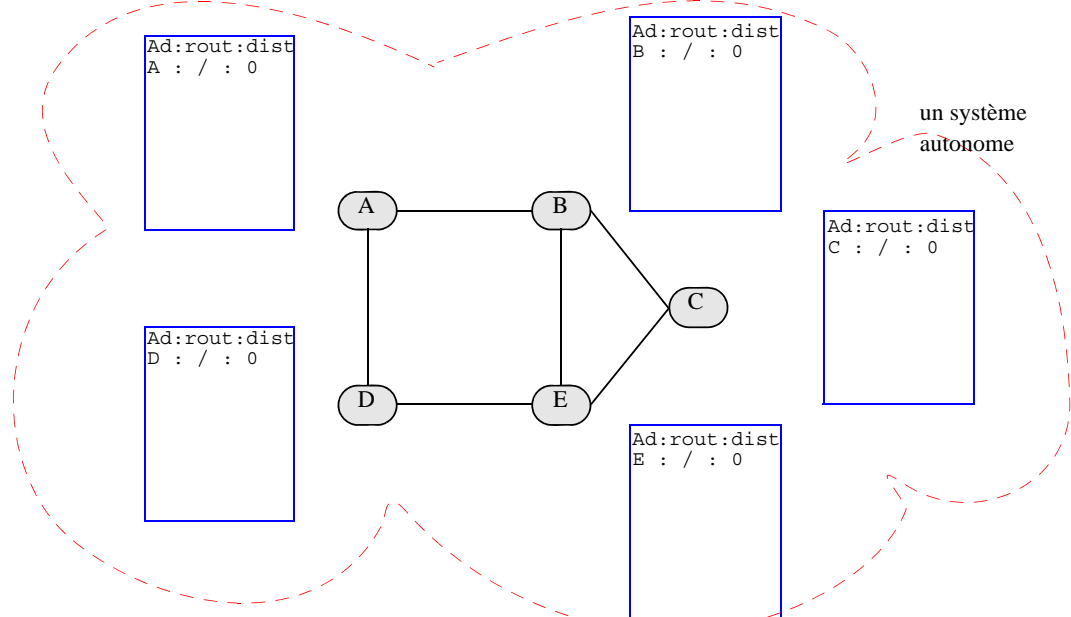 Ad:rout:dist
A : / : 0
Ad:rout:dist
B : / : 0
un système
autonome
A
B
Ad:rout:dist
C : / : 0
C
Ad:rout:dist
D : / : 0
D
E
Ad:rout:dist
E : / : 0